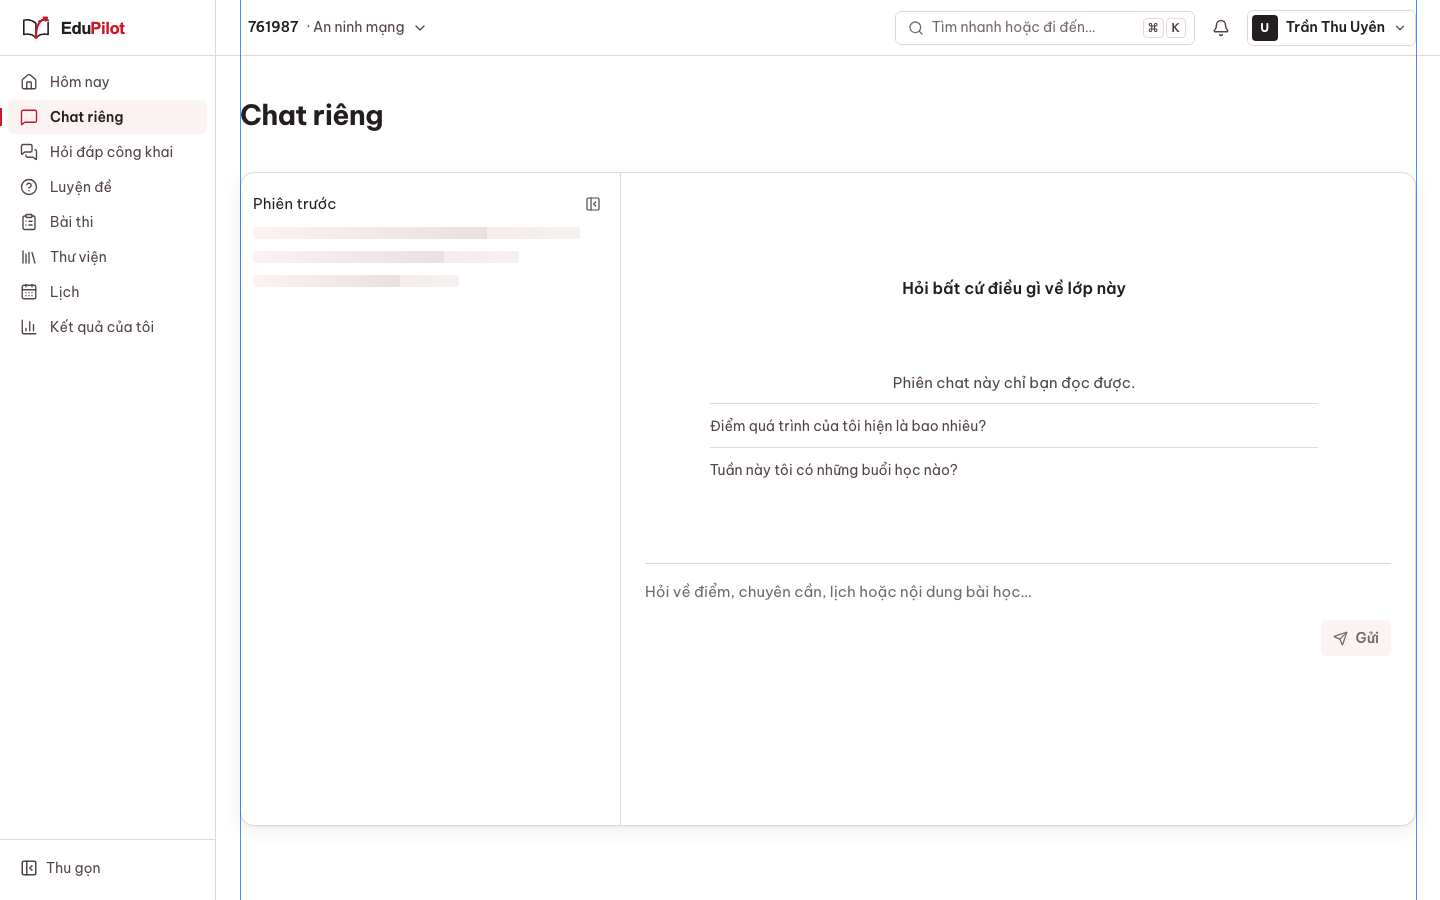 EduPilot
761987 · An ninh mạng
Tìm nhanh hoặc đi đến...
⌘ K
U Trần Thu Uyên
Hôm nay
Chat riêng
Hỏi đáp công khai
Luyện đề
Bài thi
Thư viện
Lịch
Kết quả của tôi
Thu gọn
Chat riêng
Phiên trước
Hỏi bất cứ điều gì về lớp này
Phiên chat này chỉ bạn đọc được.
Điểm quá trình của tôi hiện là bao nhiêu?
Tuần này tôi có những buổi học nào?
Hỏi về điểm, chuyên cần, lịch hoặc nội dung bài học...
Gửi